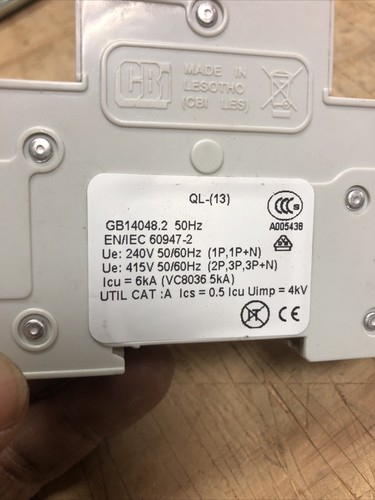 CBi
MADE IN
LESOTHO
(CBI LES)
QL-(13)
CCC S
A005438
GB14048.2 50Hz
EN/IEC 60947-2
Ue: 240V 50/60Hz (1P,1P+N)
Ue: 415V 50/60Hz (2P,3P,3P+N)
Icu = 6kA (VC8036 5kA)
UTIL CAT :A Ics = 0.5 Icu Uimp = 4kV
CE